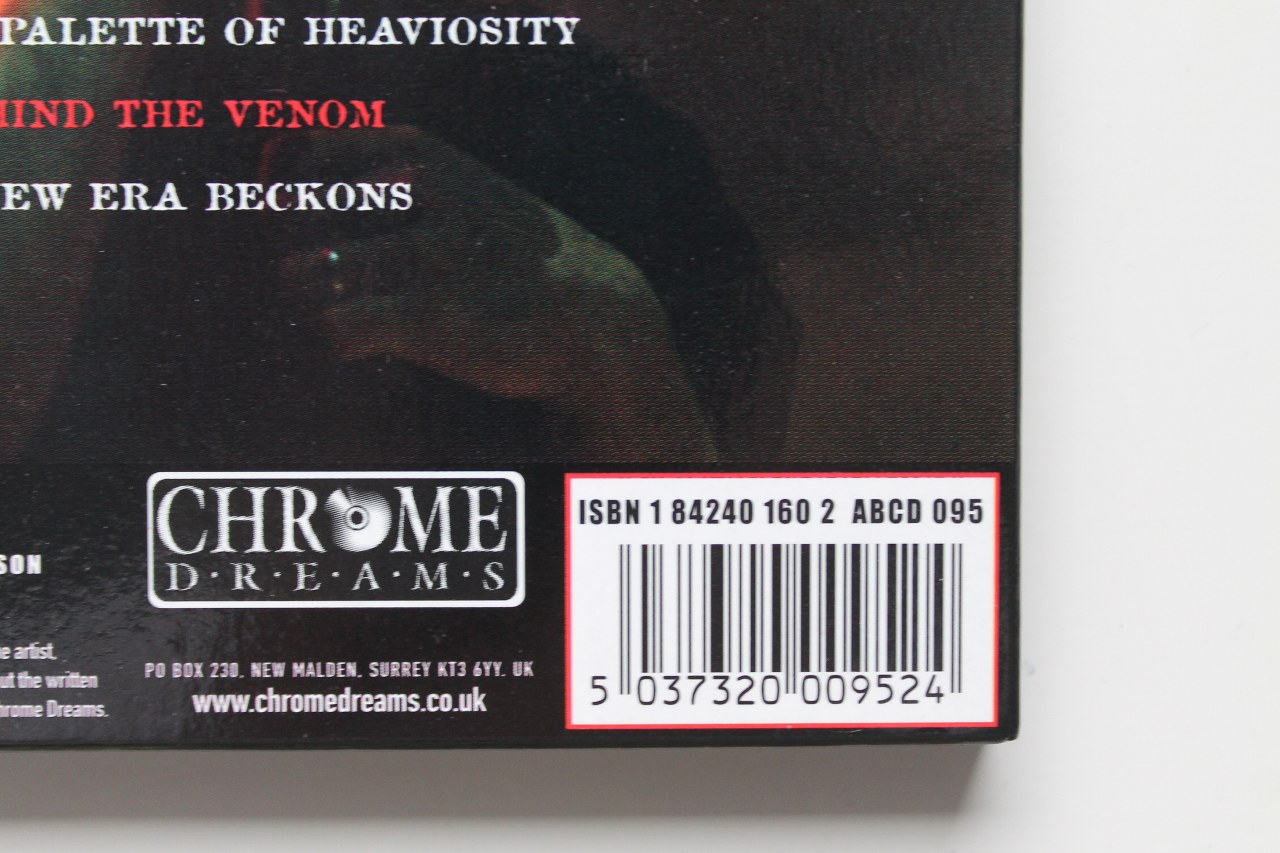 PALETTE OF HEAVIOSITY
HIND THE VENOM
EW ERA BECKONS
CHROME
D·R·E·A·M·S
SON
e artist,
ut the written
hrome Dreams.
PO BOX 230, NEW MALDEN, SURREY KT3 6YY. UK
www.chromedreams.co.uk
ISBN 1 84240 160 2 ABCD 095
5 037320 009524